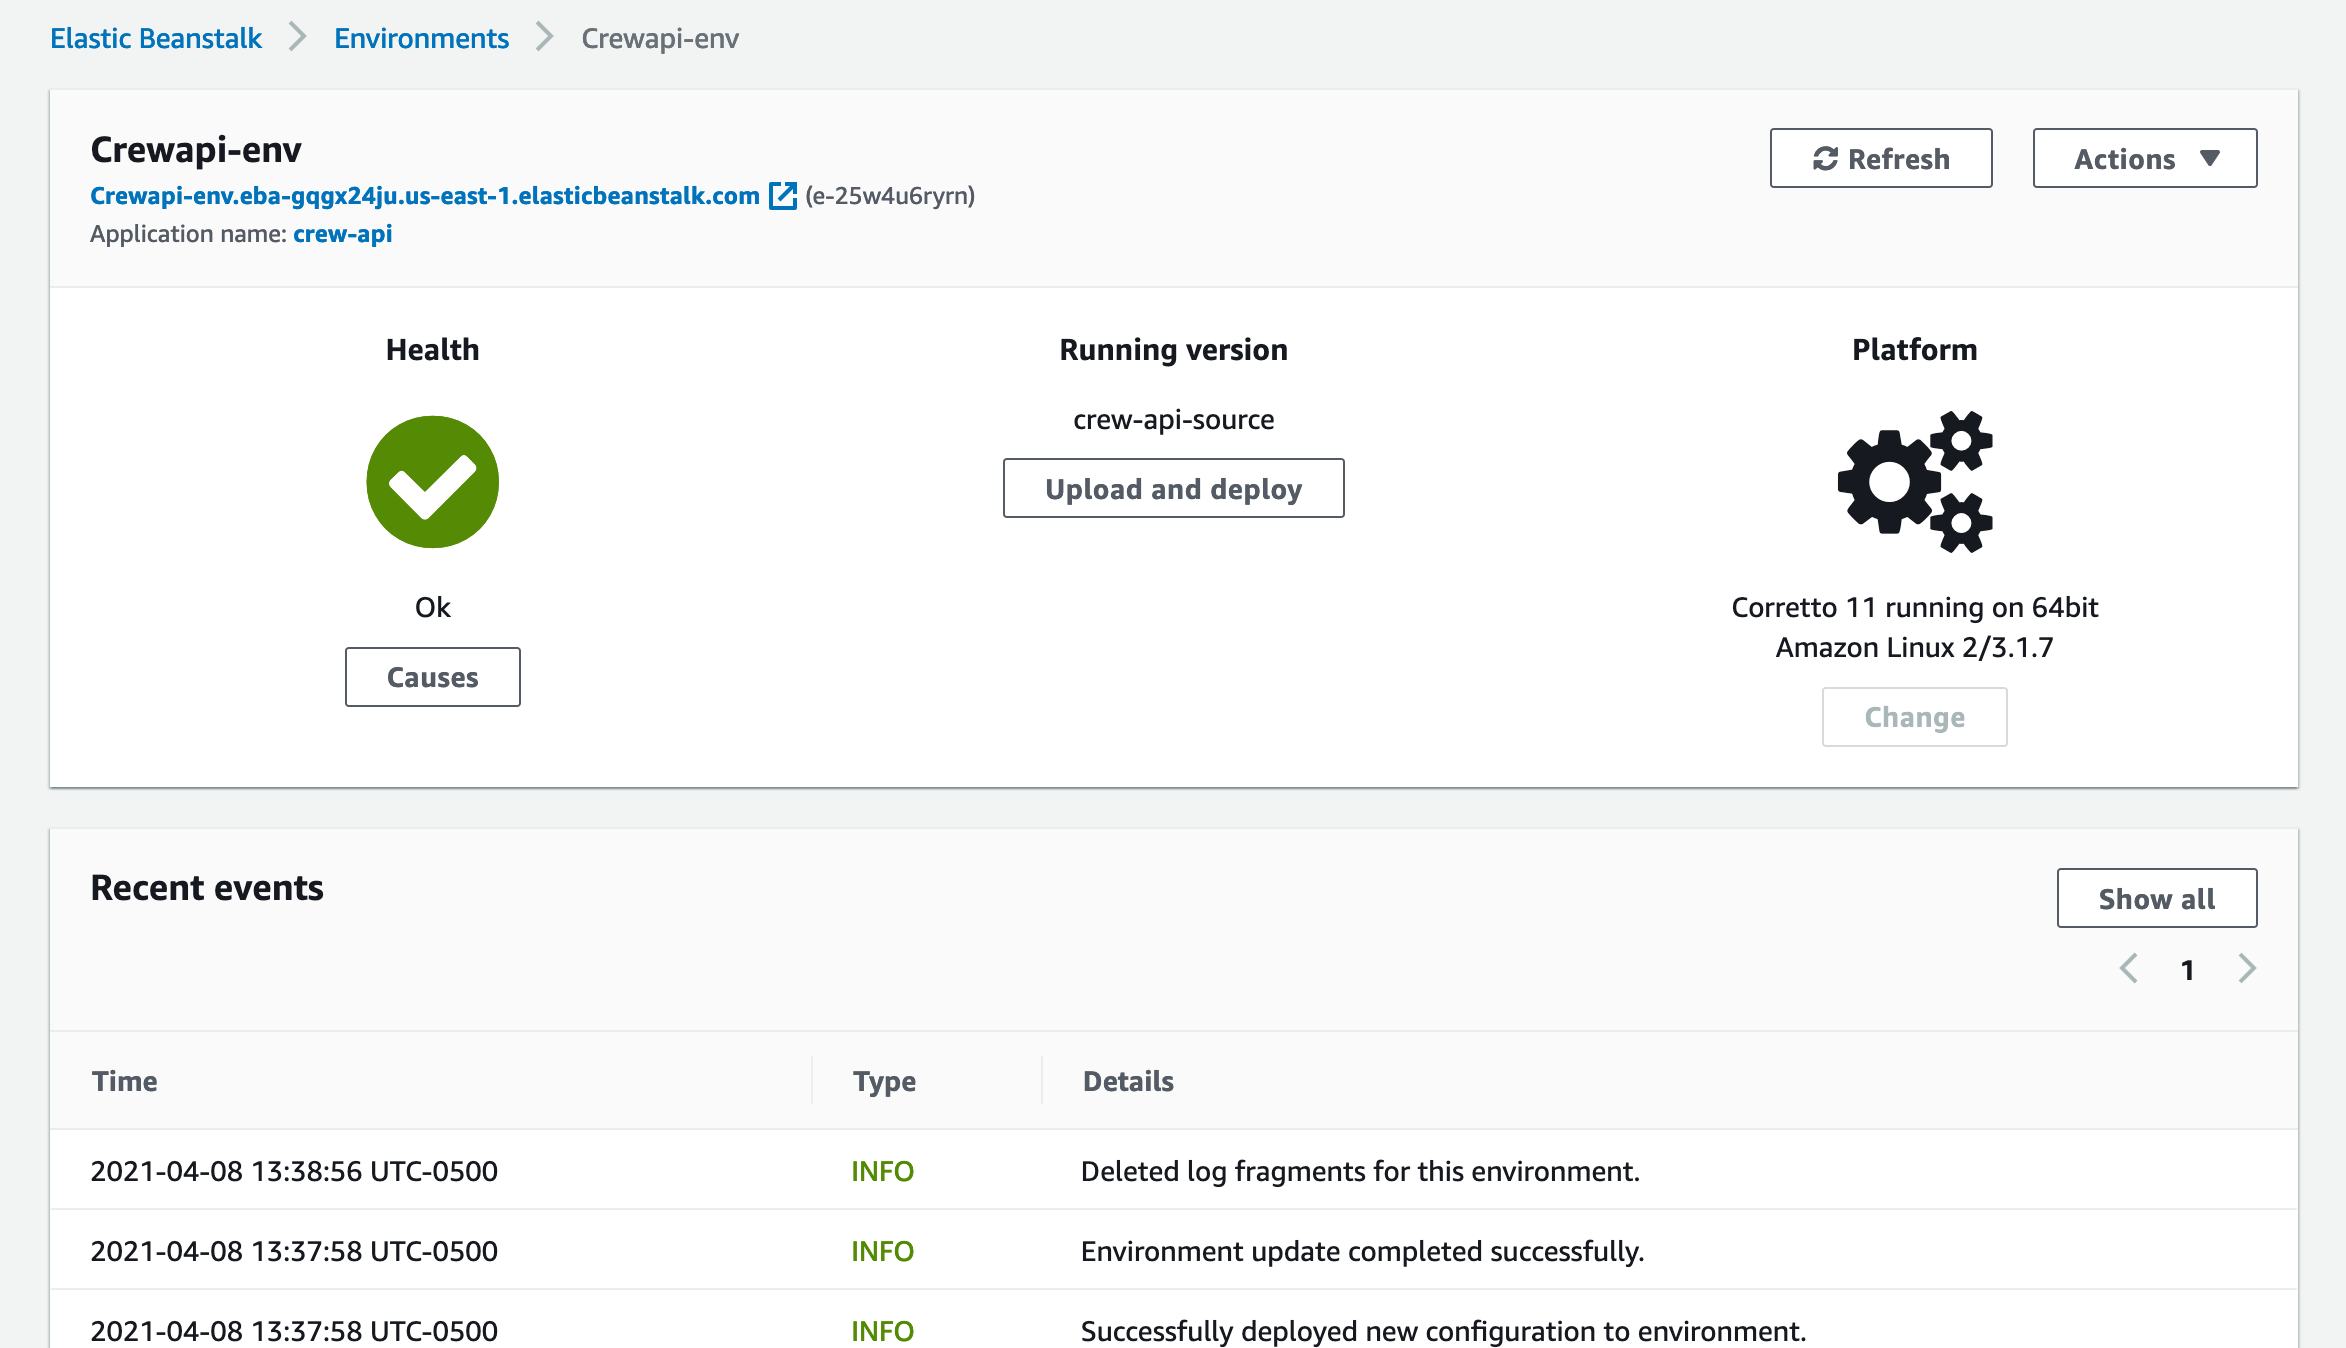 Elastic Beanstalk Environments Crewapi-env
Crewapi-env
Refresh
Actions
Crewapi-env.eba-gqgx24ju.us-east-1.elasticbeanstalk.com (e-25w4u6ryrn)
Application name: crew-api
Health
Ok
Causes
Running version
crew-api-source
Upload and deploy
Platform
Corretto 11 running on 64bit
Amazon Linux 2/3.1.7
Change
Recent events
Show all
1
Time Type Details
2021-04-08 13:38:56 UTC-0500 INFO Deleted log fragments for this environment.
2021-04-08 13:37:58 UTC-0500 INFO Environment update completed successfully.
2021-04-08 13:37:58 UTC-0500 INFO Successfully deployed new configuration to environment.